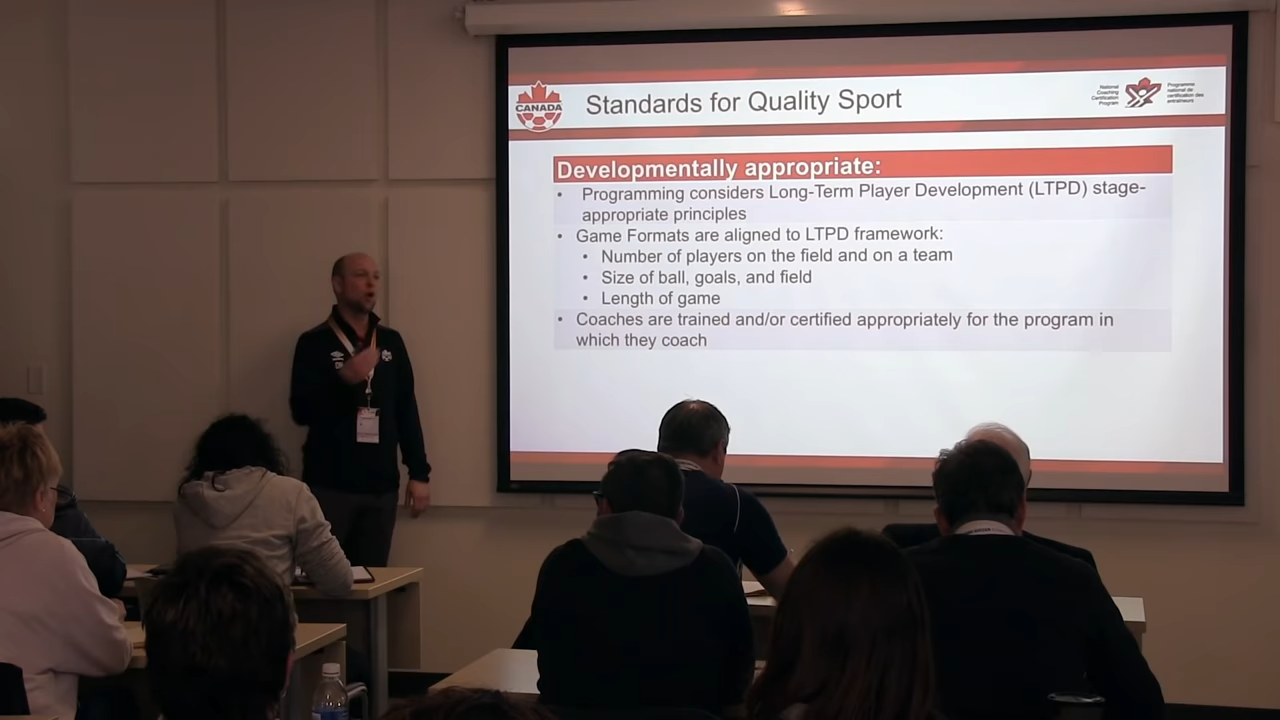 CANADA
Standards for Quality Sport
National
Coaching
Certification
Program
Programme
national de
certification des
entraîneurs
Developmentally appropriate:
• Programming considers Long-Term Player Development (LTPD) stage-
appropriate principles
• Game Formats are aligned to LTPD framework:
• Number of players on the field and on a team
• Size of ball, goals, and field
• Length of game
• Coaches are trained and/or certified appropriately for the program in
which they coach